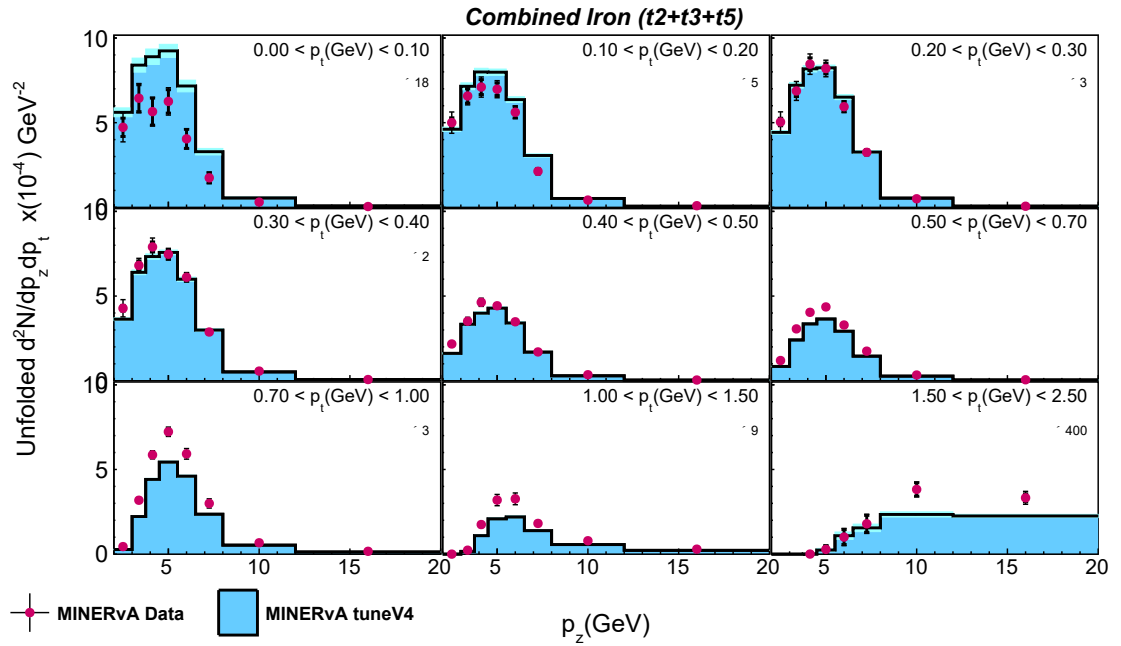 Combined Iron (t2+t3+t5)
Unfolded d²N/dp_z dp_t x(10⁻⁴) GeV⁻²
10
5
0
0.00 < p_t(GeV) < 0.10
´ 18
0.10 < p_t(GeV) < 0.20
´ 5
0.20 < p_t(GeV) < 0.30
´ 3
10
5
0
0.30 < p_t(GeV) < 0.40
´ 2
0.40 < p_t(GeV) < 0.50
0.50 < p_t(GeV) < 0.70
10
5
0
0.70 < p_t(GeV) < 1.00
´ 3
1.00 < p_t(GeV) < 1.50
´ 9
1.50 < p_t(GeV) < 2.50
´ 400
5 10 15 20 5 10 15 20 5 10 15 20
MINERvA Data
MINERvA tuneV4
p_z(GeV)